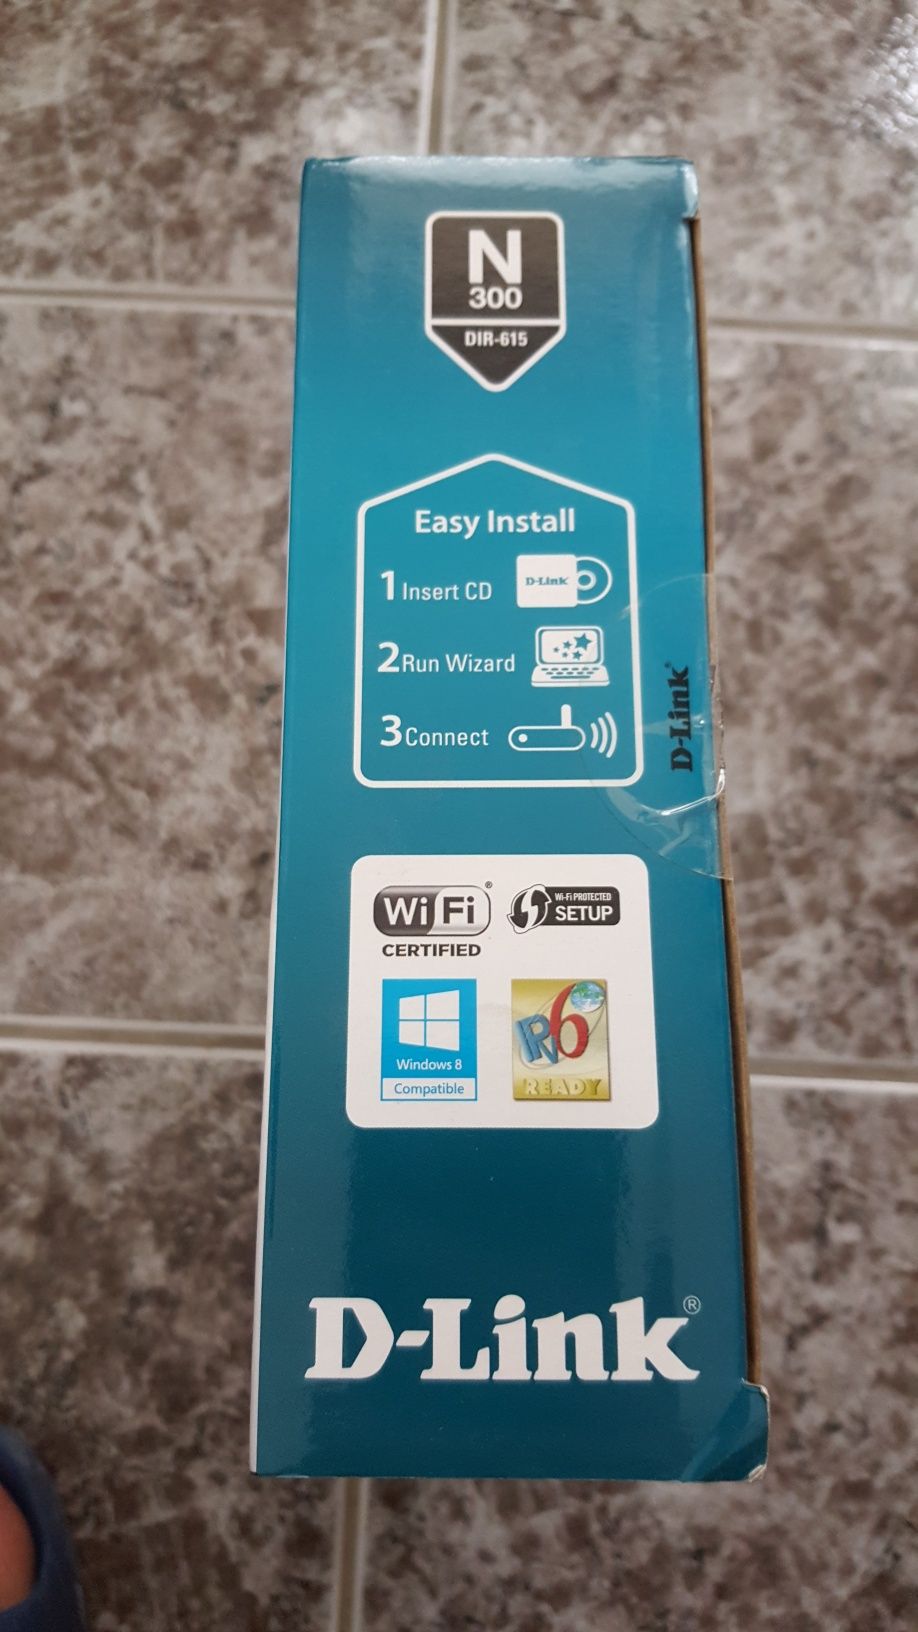 N
300
DIR-615
Easy Install
1 Insert CD
D-Link
2 Run Wizard
3 Connect
D-Link
Wi Fi ®
CERTIFIED
Wi-Fi PROTECTED
SETUP
Windows 8
Compatible
IPv6
READY
D-Link®